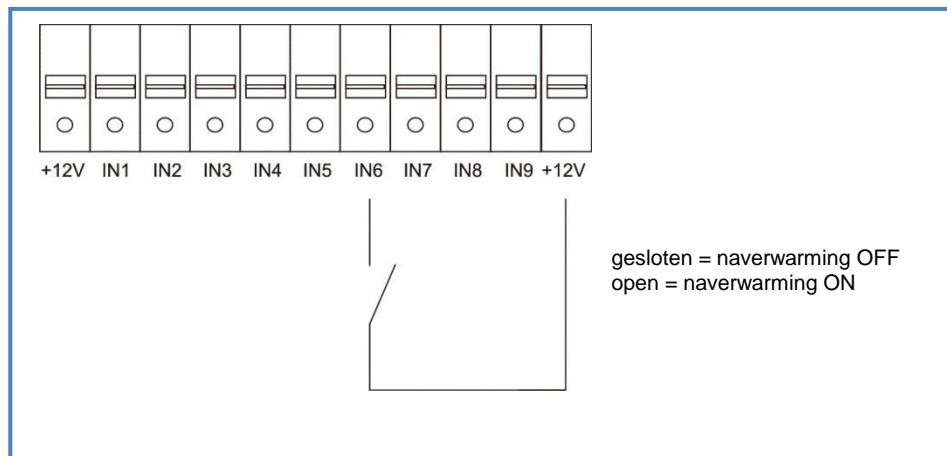 +12V IN1 IN2 IN3 IN4 IN5 IN6 IN7 IN8 IN9 +12V
gesloten = naverwarming OFF
open = naverwarming ON